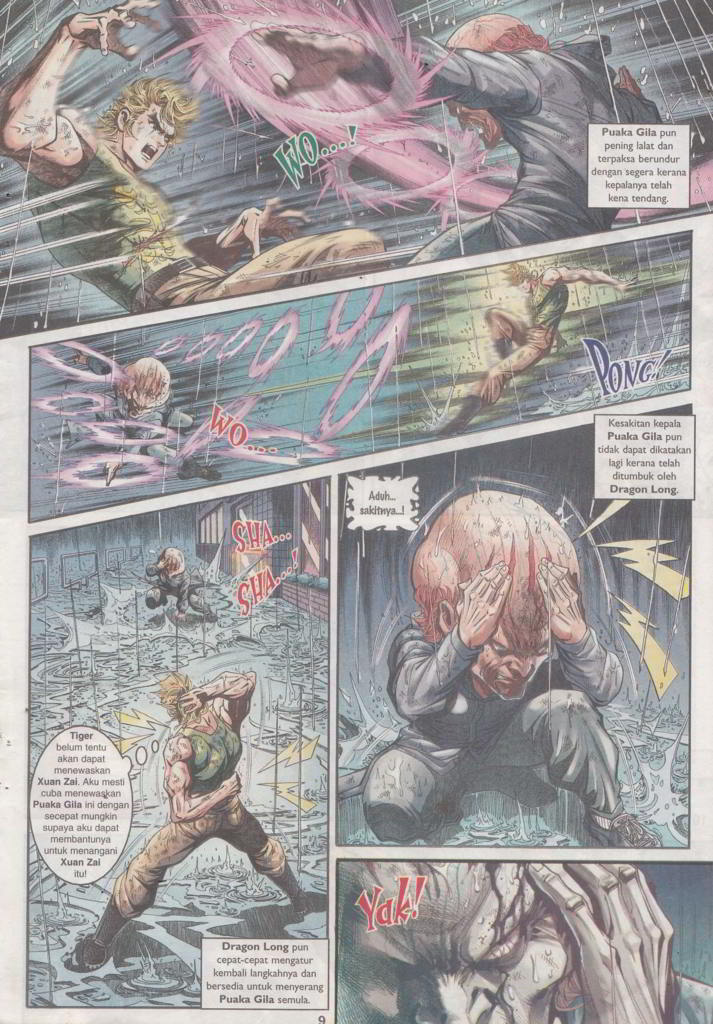 WO...!
Puaka Gila pun
pening lalat dan
terpaksa berundur
dengan segera kerana
kepalanya telah
kena tendang.
WO...
PONG!
Kesakitan kepala
Puaka Gila pun
tidak dapat dikatakan
lagi kerana telah
ditumbuk oleh
Dragon Long.
Aduh...
sakitnya...!
SHA...
SHA...!
Tiger
belum tentu
akan dapat
menewaskan
Xuan Zai. Aku mesti
cuba menewaskan
Puaka Gila ini dengan
secepat mungkin
supaya aku dapat
membantunya
untuk menangani
Xuan Zai
itu!
Dragon Long pun
cepat-cepat mengatur
kembali langkahnya dan
bersedia untuk menyerang
Puaka Gila semula.
Yak!
9